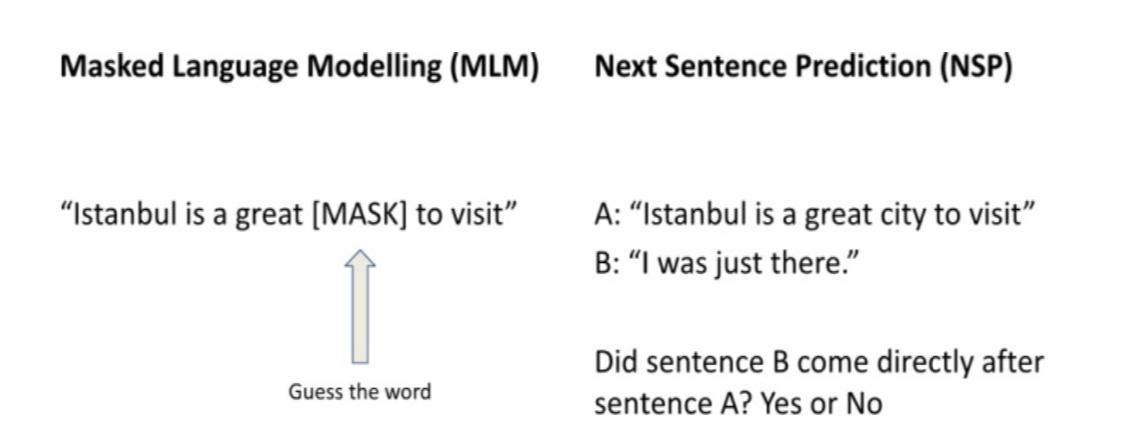 Masked Language Modelling (MLM)
Next Sentence Prediction (NSP)
“Istanbul is a great [MASK] to visit”
Guess the word
A: “Istanbul is a great city to visit”
B: “I was just there.”
Did sentence B come directly after
sentence A? Yes or No